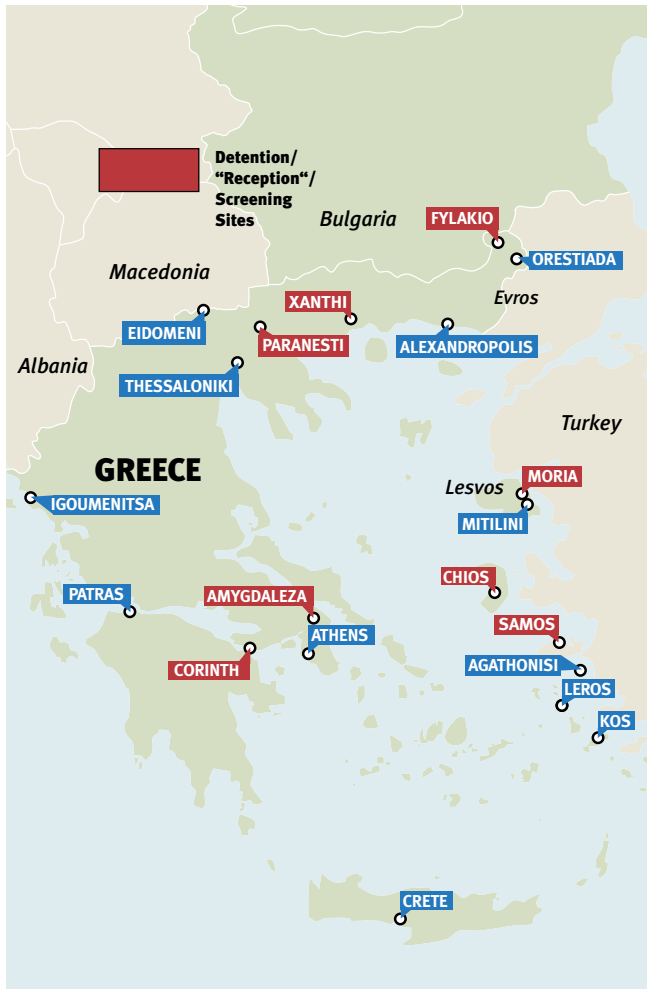 Detention/
“Reception“/
Screening
Sites
Bulgaria
FYLAKIO
ORESTIADA
Macedonia
Evros
XANTHI
EIDOMENI
PARANESTI
ALEXANDROPOLIS
Albania
THESSALONIKI
Turkey
GREECE
MORIA
Lesvos
IGOUMENITSA
MITILINI
CHIOS
PATRAS
AMYGDALEZA
SAMOS
ATHENS
CORINTH
AGATHONISI
LEROS
KOS
CRETE